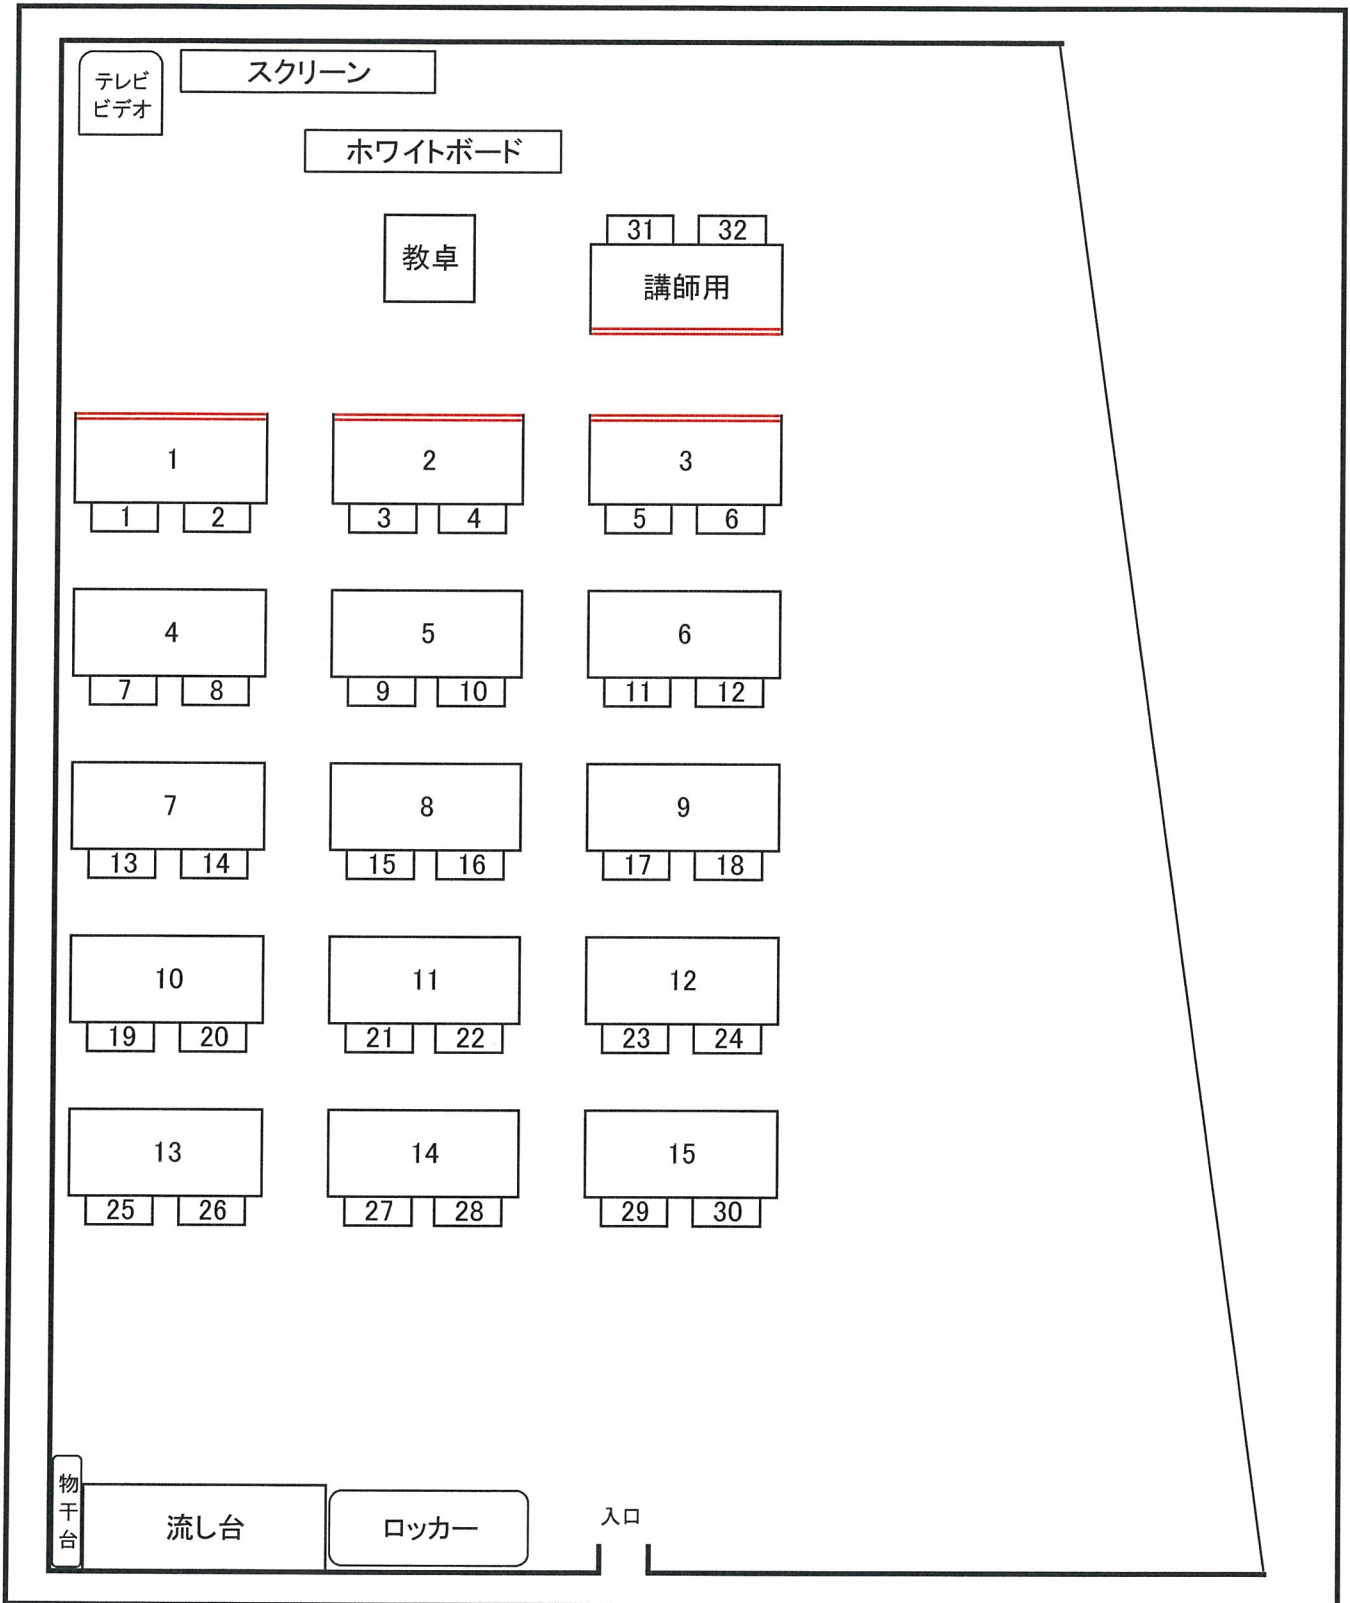 テレビ
ビデオ
スクリーン
ホワイトボード
教卓
31 32
講師用
1 2 3
1 2 3 4 5 6
4 5 6
7 8 9 10 11 12
7 8 9
13 14 15 16 17 18
10 11 12
19 20 21 22 23 24
13 14 15
25 26 27 28 29 30
物干台
流し台
ロッカー
入口